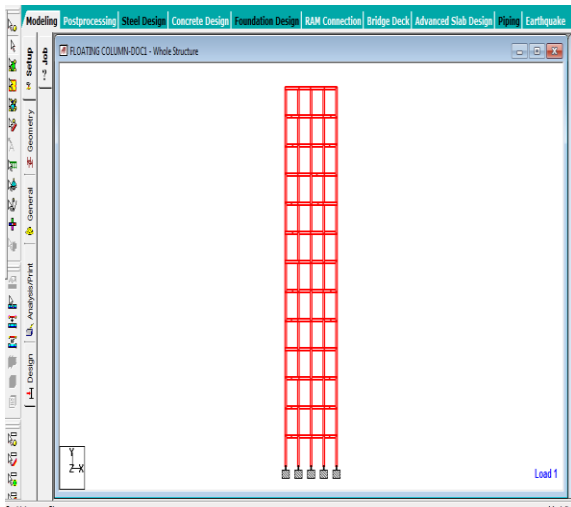 Modeling Postprocessing Steel Design Concrete Design Foundation Design RAM Connection Bridge Deck Advanced Slab Design Piping Earthquake
FLOATING COLUMN-DOC1 - Whole Structure
Setup
Job
Geometry
General
Analysis/Print
Design
Y
Z X
Load 1